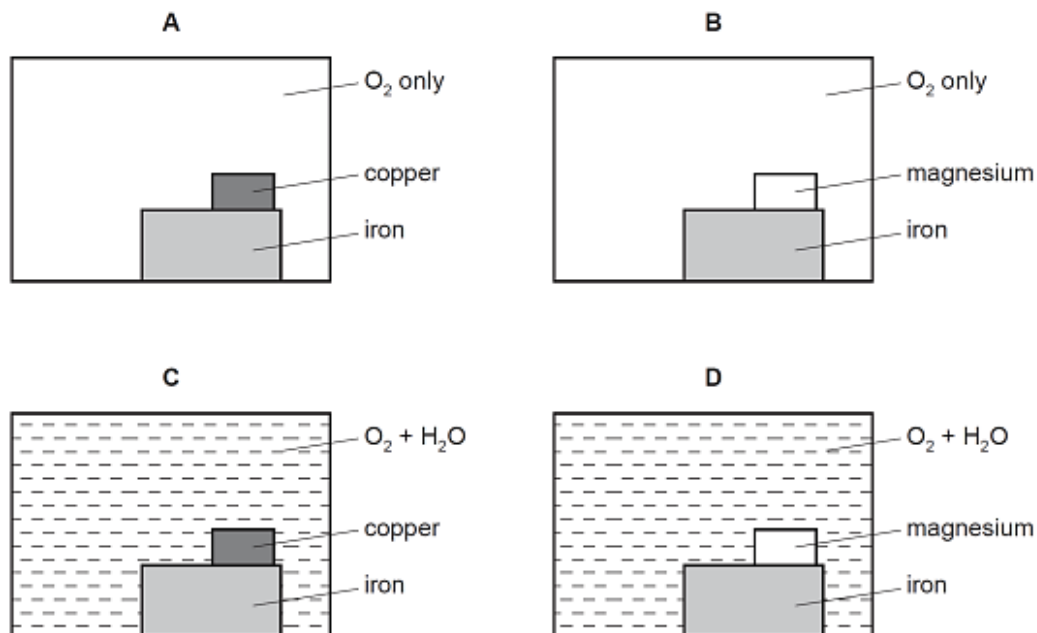 A
B
O₂ only
O₂ only
copper
magnesium
iron
iron
C
D
O₂ + H₂O
O₂ + H₂O
copper
magnesium
iron
iron